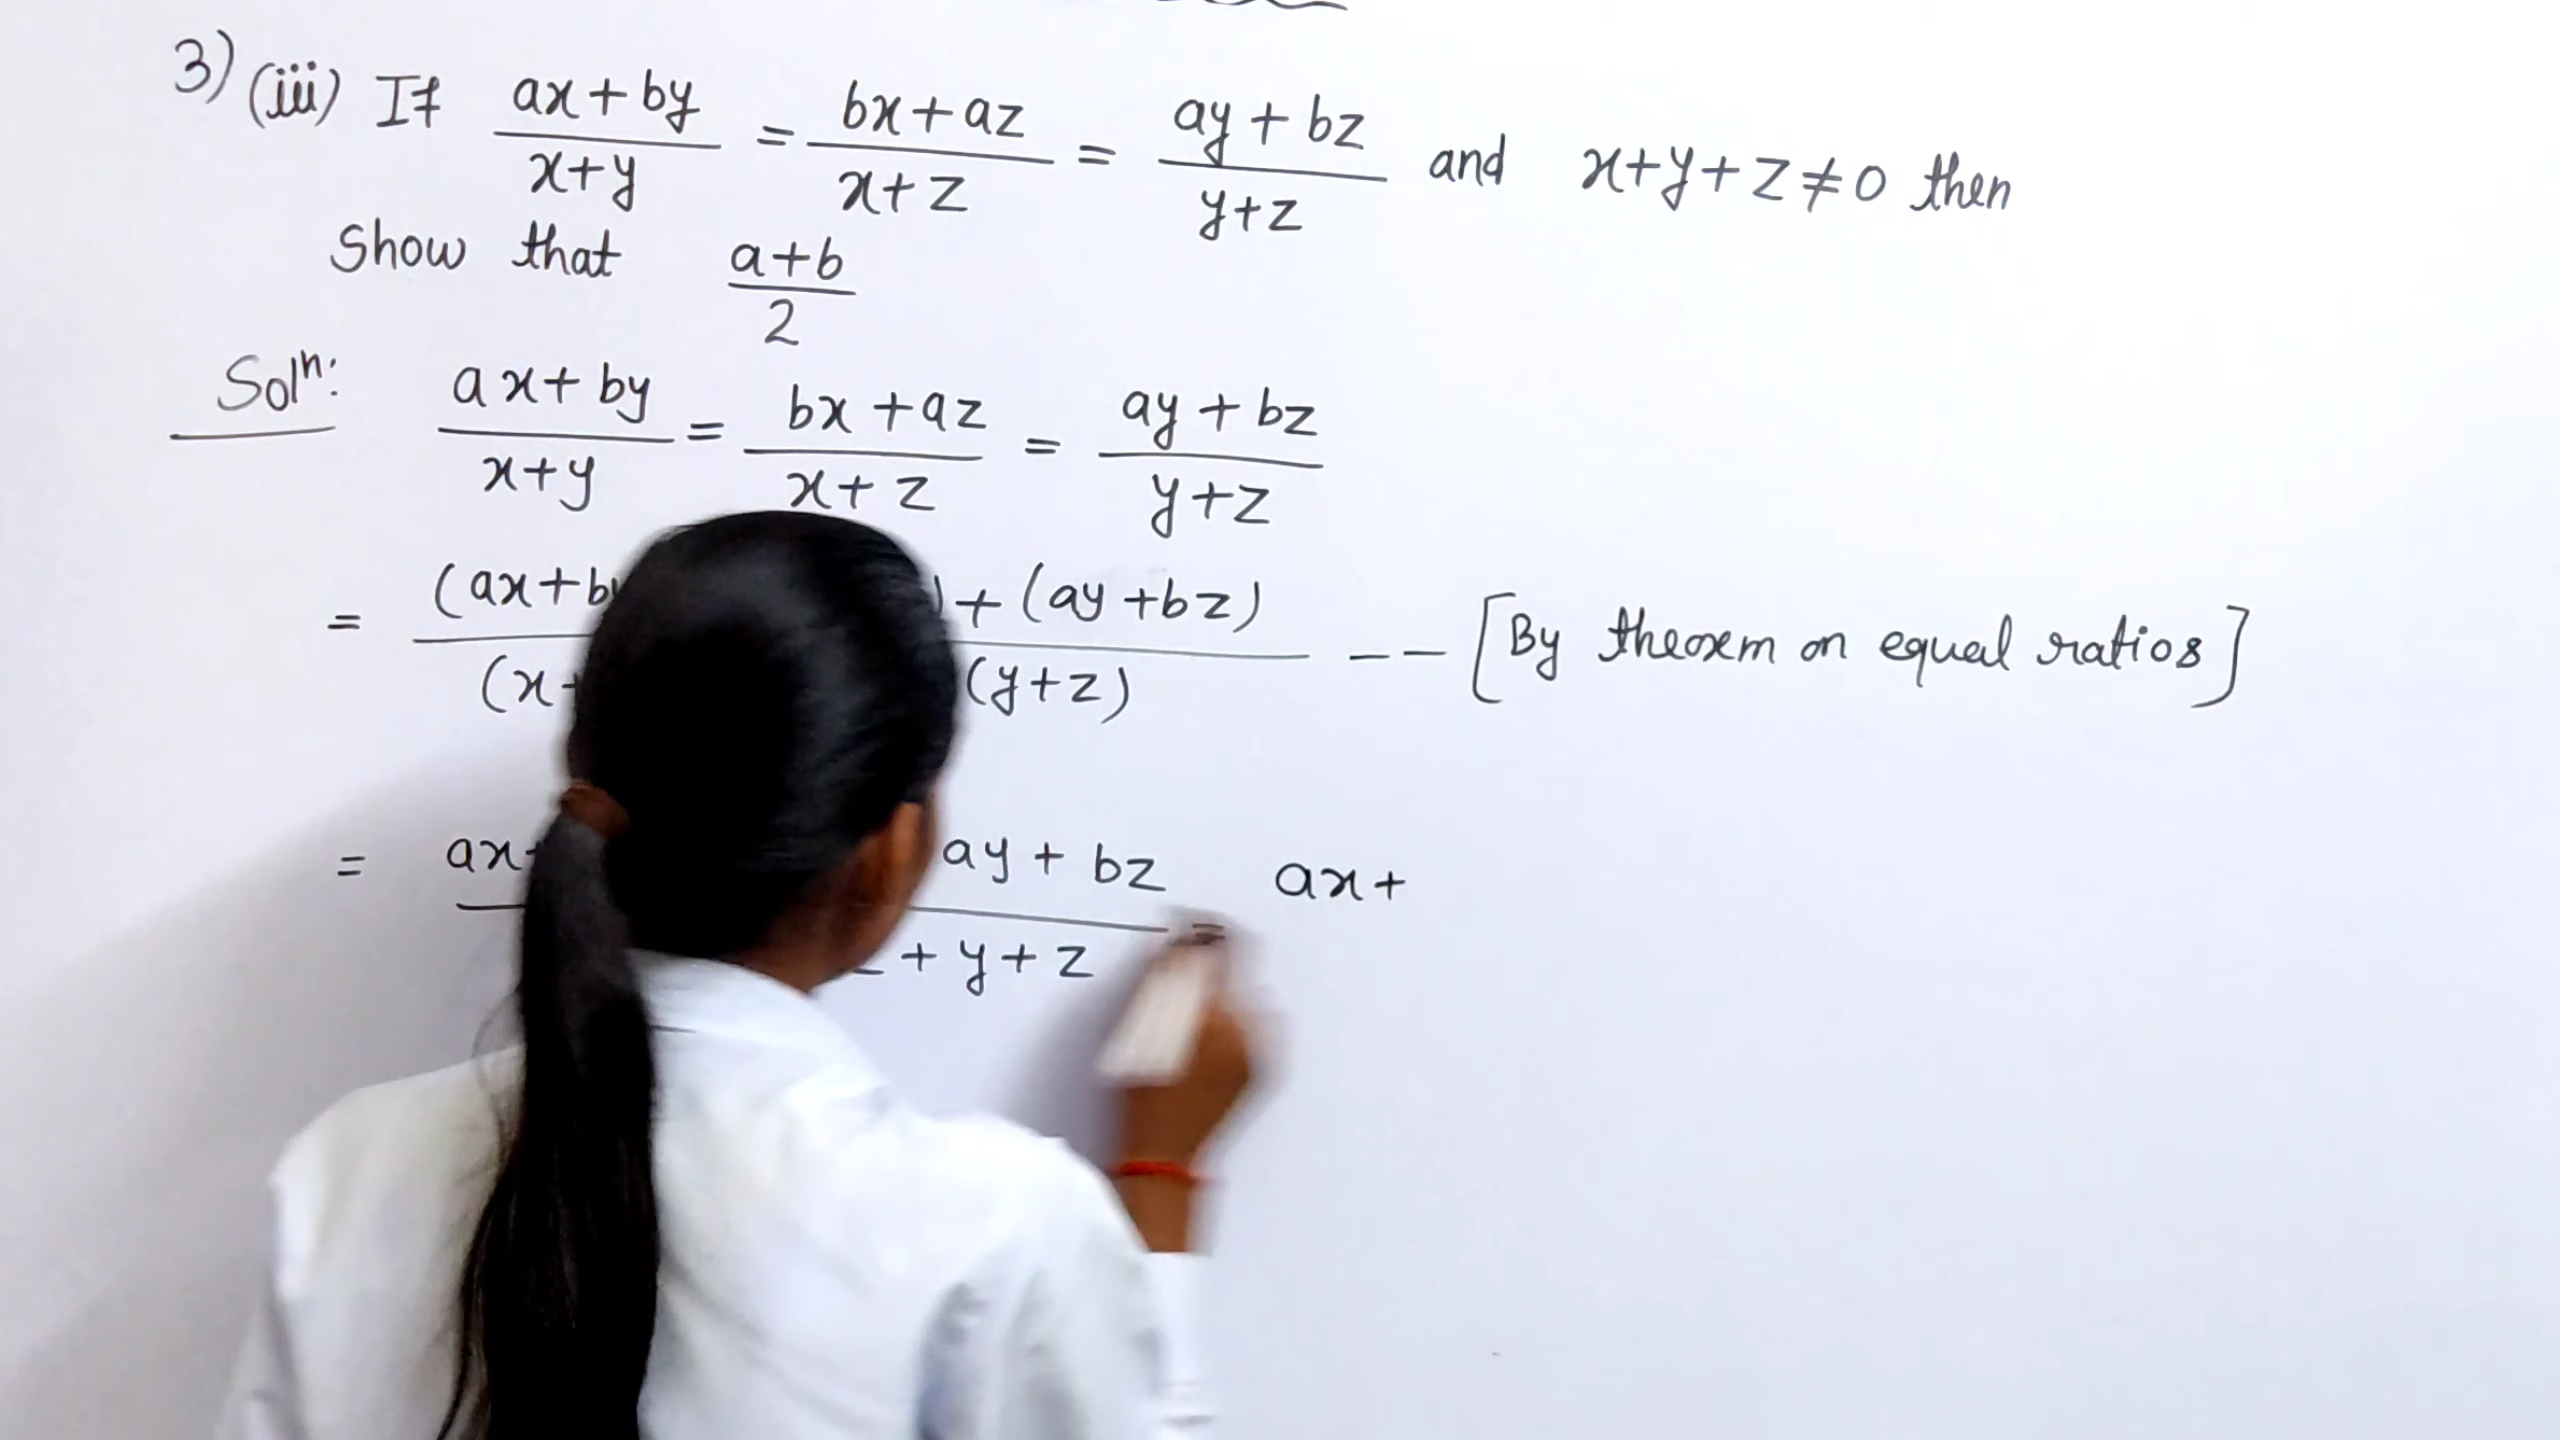 3) (iii) If (ax+by)/(x+y) = (bx+az)/(x+z) = (ay+bz)/(y+z) and x+y+z≠0 then
Show that (a+b)/2
Solⁿ: (ax+by)/(x+y) = (bx+az)/(x+z) = (ay+bz)/(y+z)
= (ax+b ) + (ay+bz)
(x+ (y+z) -- [By theorem on equal ratios]
= ax+ ay + bz = ax+
+ y + z